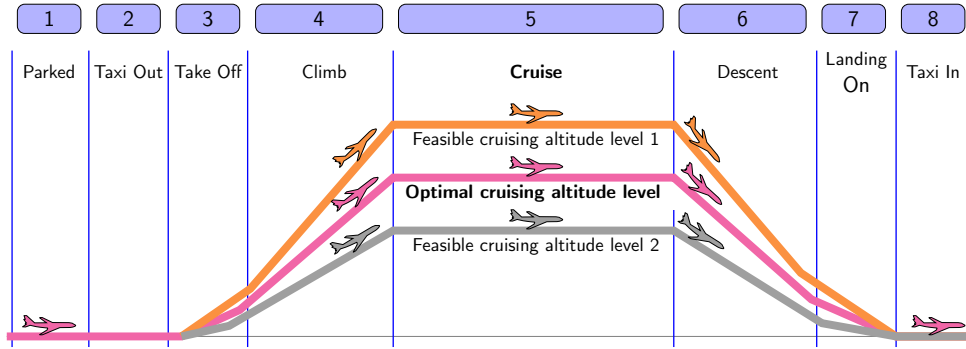 1 2 3 4 5 6 7 8
Parked Taxi Out Take Off Climb Cruise Descent Landing On Taxi In
Feasible cruising altitude level 1
Optimal cruising altitude level
Feasible cruising altitude level 2